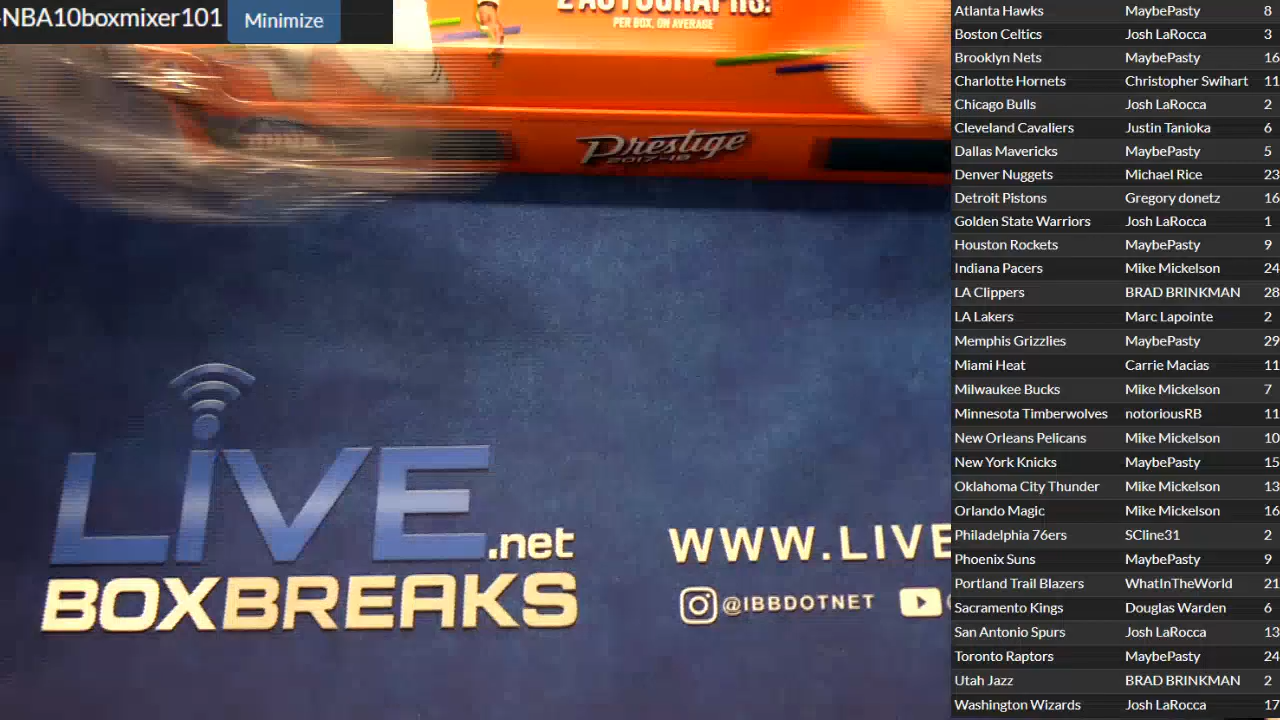 -NBA10boxmixer101 Minimize
2 AUTOGRAPHS!
PER BOX, ON AVERAGE
Prestige
2017-18
LIVE.net
BOXBREAKS
WWW.LIVE
@IBBDOTNET
Atlanta Hawks MaybePasty 8
Boston Celtics Josh LaRocca 3
Brooklyn Nets MaybePasty 16
Charlotte Hornets Christopher Swihart 11
Chicago Bulls Josh LaRocca 2
Cleveland Cavaliers Justin Tanioka 6
Dallas Mavericks MaybePasty 5
Denver Nuggets Michael Rice 23
Detroit Pistons Gregory donetz 16
Golden State Warriors Josh LaRocca 1
Houston Rockets MaybePasty 9
Indiana Pacers Mike Mickelson 24
LA Clippers BRAD BRINKMAN 28
LA Lakers Marc Lapointe 2
Memphis Grizzlies MaybePasty 29
Miami Heat Carrie Macias 11
Milwaukee Bucks Mike Mickelson 7
Minnesota Timberwolves notoriousRB 11
New Orleans Pelicans Mike Mickelson 10
New York Knicks MaybePasty 15
Oklahoma City Thunder Mike Mickelson 13
Orlando Magic Mike Mickelson 16
Philadelphia 76ers SCline31 2
Phoenix Suns MaybePasty 9
Portland Trail Blazers WhatInTheWorld 21
Sacramento Kings Douglas Warden 6
San Antonio Spurs Josh LaRocca 13
Toronto Raptors MaybePasty 24
Utah Jazz BRAD BRINKMAN 2
Washington Wizards Josh LaRocca 17